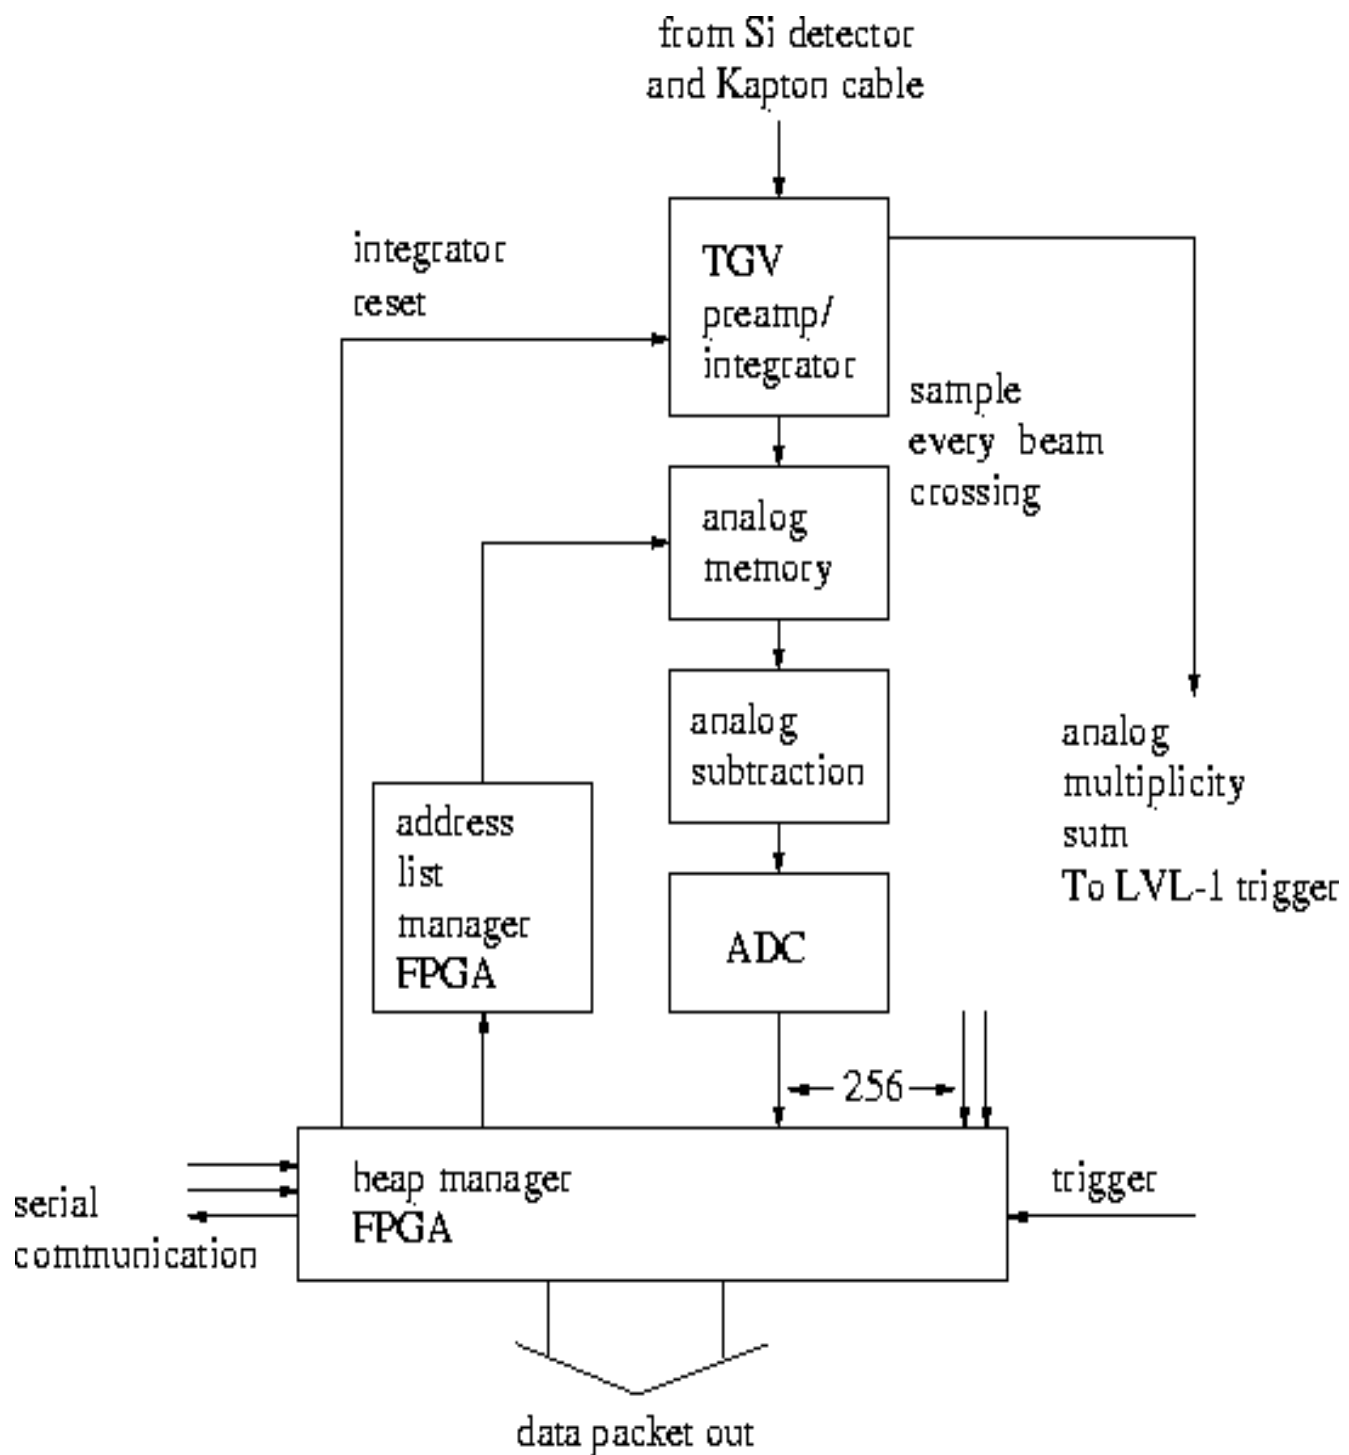 from Si detector
and Kapton cable
integrator
reset
TGV
preamp/
integrator
sample
every beam
crossing
analog
memory
analog
subtraction
analog
multiplicity
sum
To LVL-1 trigger
address
list
manager
FPGA
ADC
256
heap manager
FPGA
trigger
serial
communication
data packet out